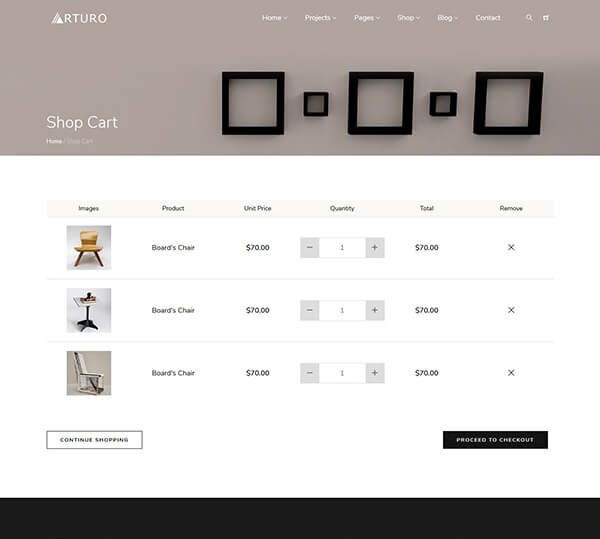 ARTURO
Home Projects Pages Shop Blog Contact
Shop Cart
Home / Shop Cart
Images Product Unit Price Quantity Total Remove
Board's Chair $70.00 − 1 + $70.00 ×
Board's Chair $70.00 − 1 + $70.00 ×
Board's Chair $70.00 − 1 + $70.00 ×
CONTINUE SHOPPING PROCEED TO CHECKOUT